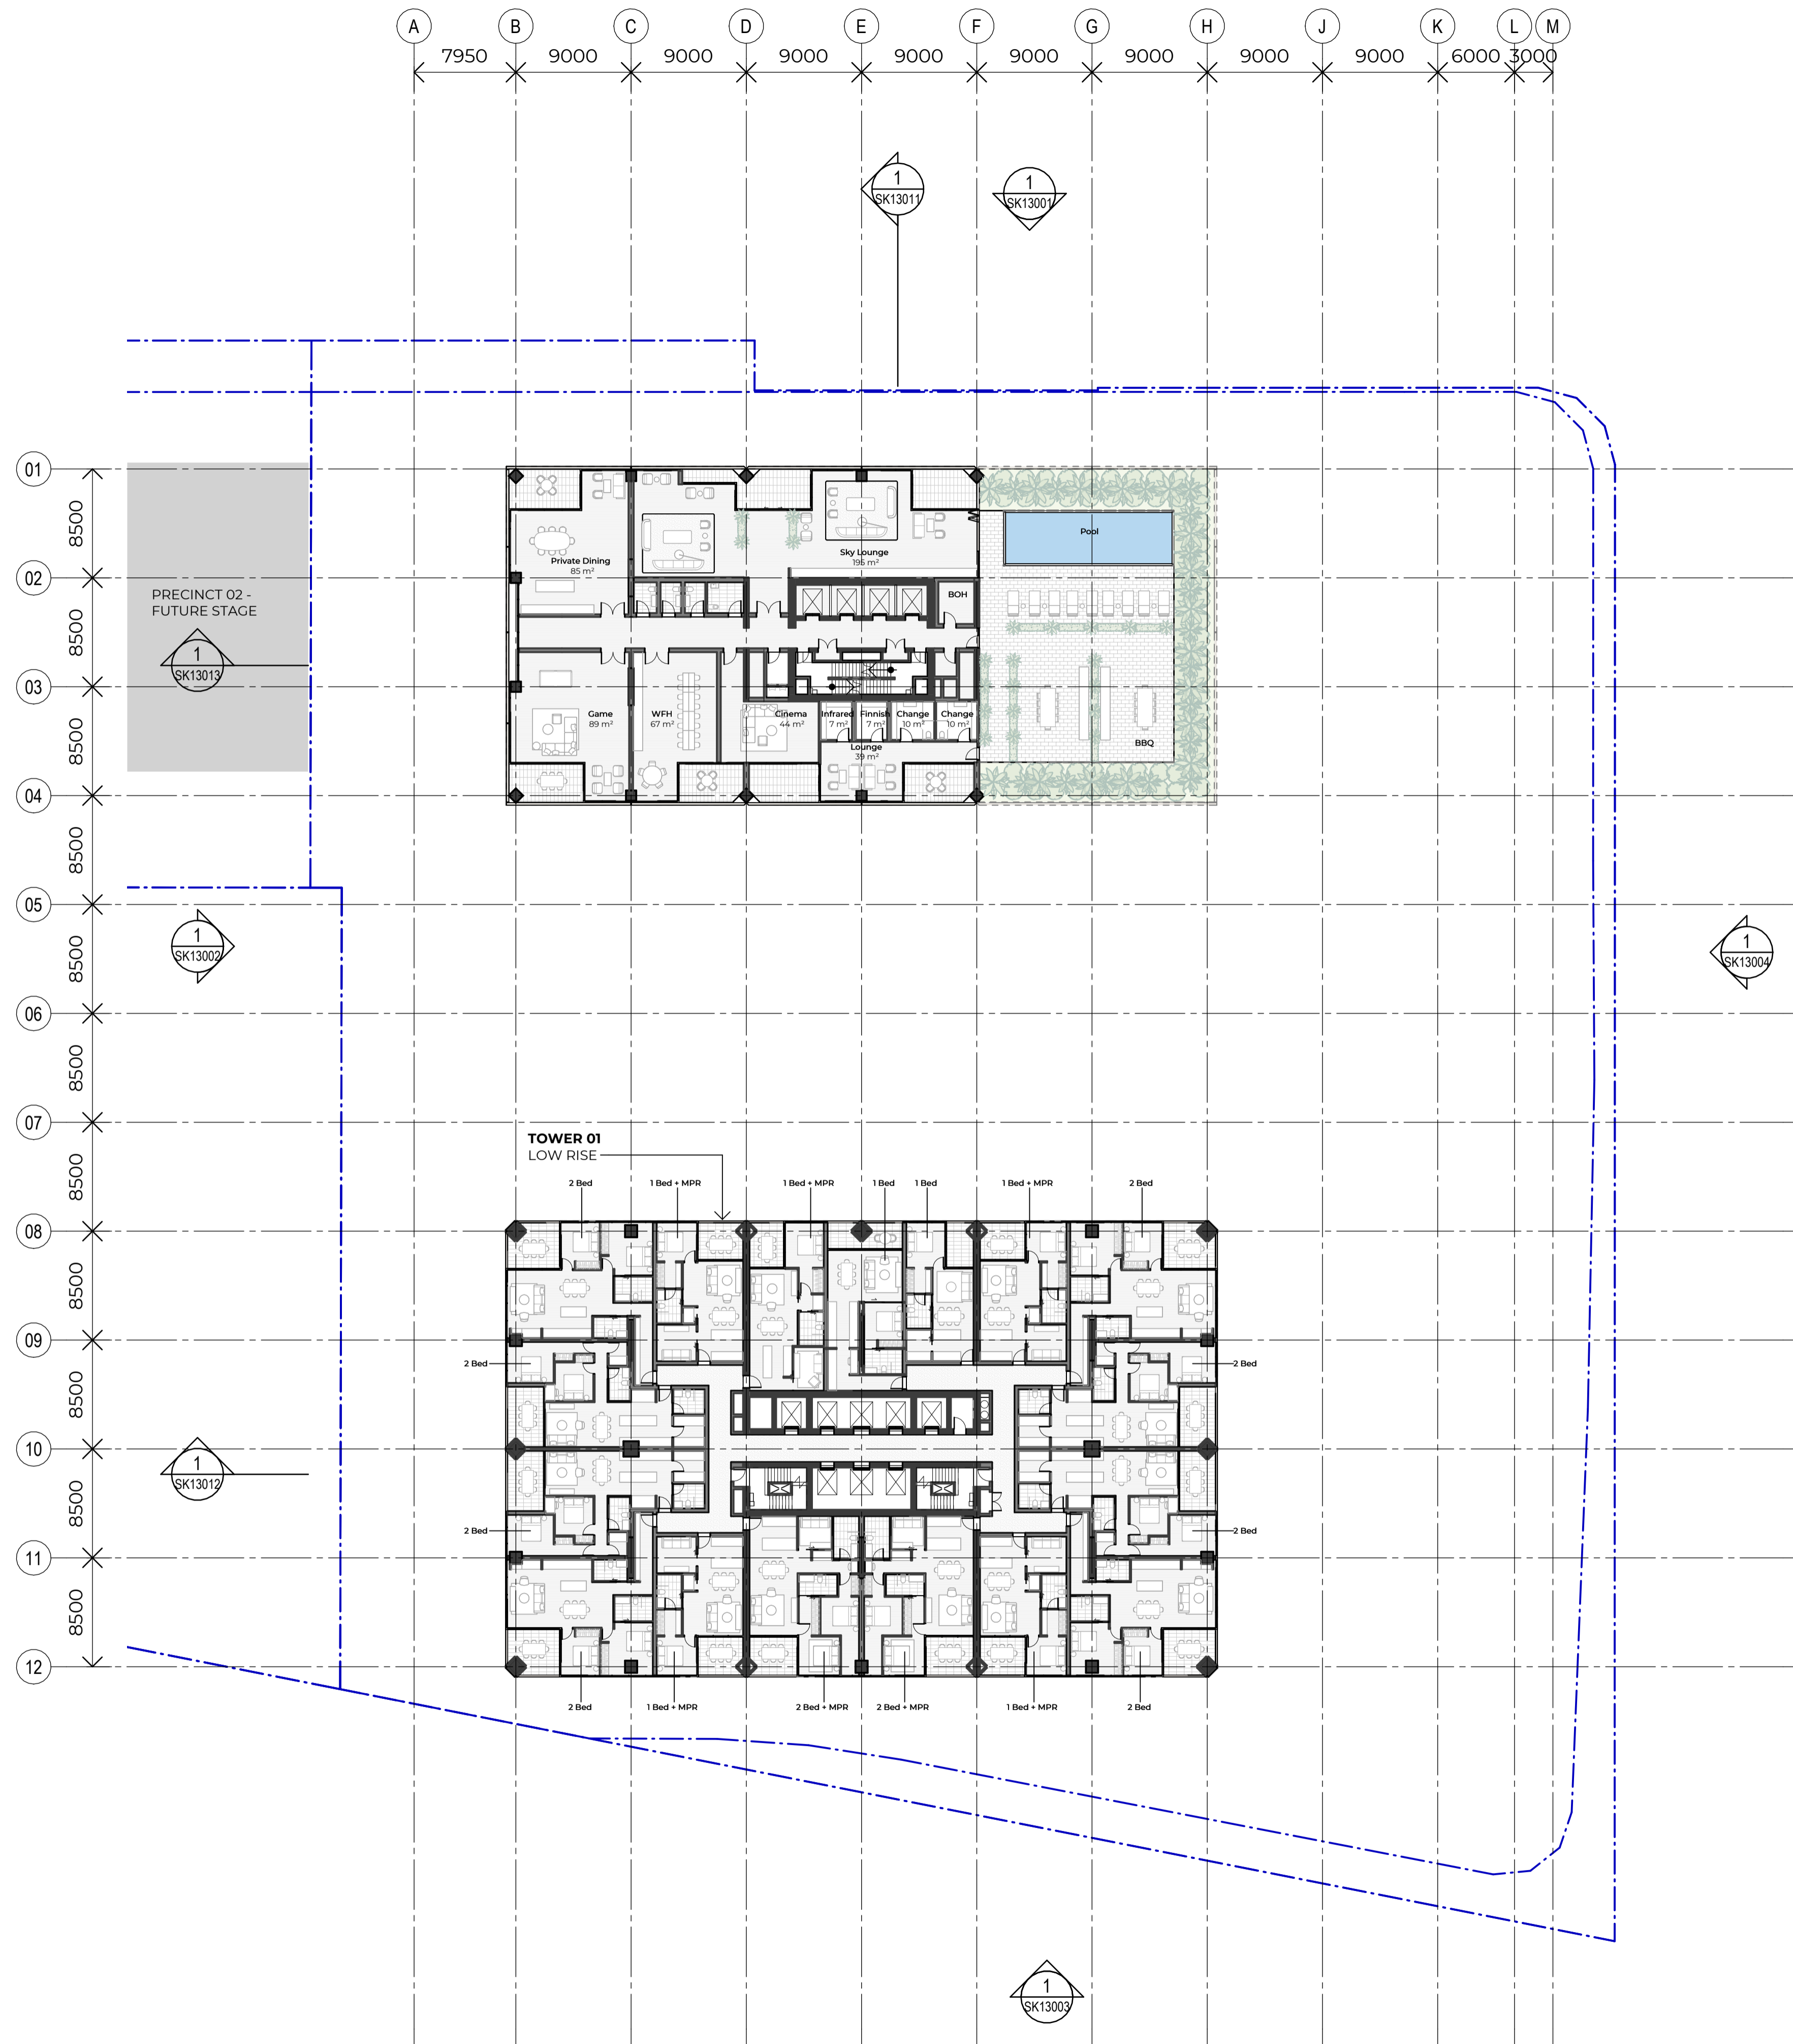 A B C D E F G H J K L M
7950 9000 9000 9000 9000 9000 9000 9000 9000 6000 3000
1
SK13011
1
SK13001
01
8500
02
8500
03
8500
04
8500
05
8500
06
8500
07
8500
08
8500
09
8500
10
8500
11
8500
12
PRECINCT 02 -
FUTURE STAGE
1
SK13013
Private Dining
85 m²
Sky Lounge
195 m²
BOH
Pool
Game
89 m²
WFH
67 m²
Cinema
44 m²
Infrared
7 m²
Finnish
7 m²
Change
10 m²
Change
10 m²
Lounge
39 m²
BBQ
1
SK13002
1
SK13004
TOWER 01
LOW RISE
2 Bed
1 Bed + MPR
1 Bed + MPR
1 Bed
1 Bed
1 Bed + MPR
2 Bed
2 Bed
2 Bed
1
SK13012
2 Bed
2 Bed
2 Bed
1 Bed + MPR
2 Bed + MPR
2 Bed + MPR
1 Bed + MPR
2 Bed
1
SK13003